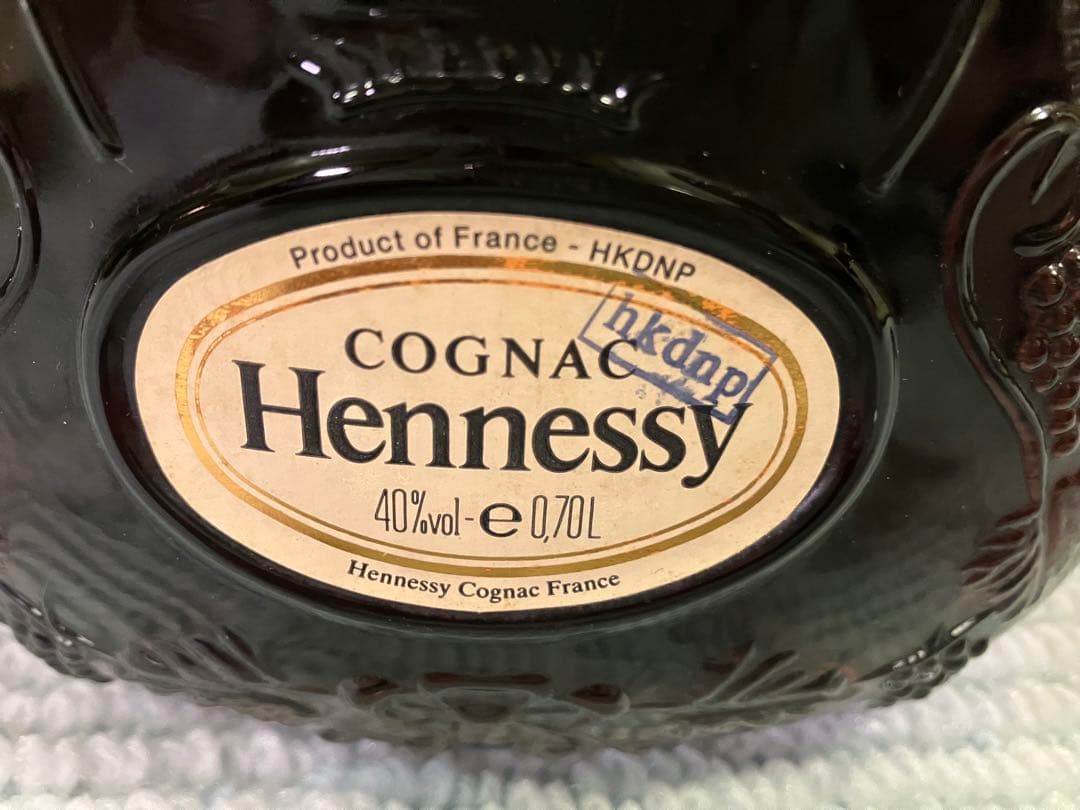 Product of France - HKDNP
hkdnp
COGNAC
Hennessy
40%vol-e 0,70L
Hennessy Cognac France